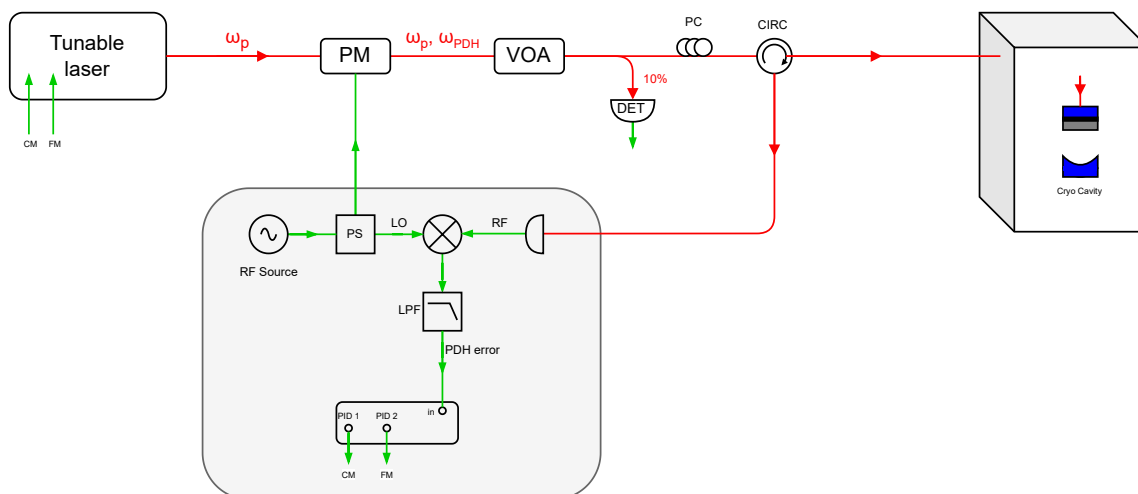 Tunable
laser
ωp
PM
ωp, ωPDH
VOA
10%
DET
PC
CIRC
CM
FM
Cryo Cavity
RF Source
PS
LO
RF
LPF
PDH error
PID 1
PID 2
in
CM
FM